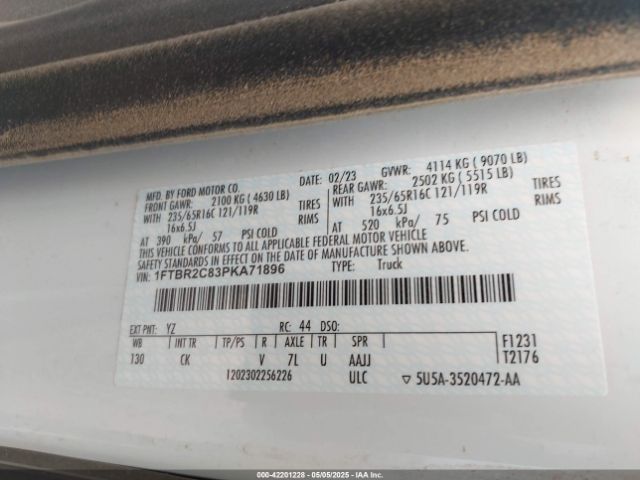 MFD. BY FORD MOTOR CO. DATE: 02/23 GVWR: 4114 KG ( 9070 LB)
FRONT GAWR: 2100 KG ( 4630 LB) REAR GAWR: 2502 KG ( 5515 LB)
WITH 235/65R16C 121/119R TIRES WITH 235/65R16C 121/119R TIRES
16x6.5J RIMS 16x6.5J RIMS
AT 390 kPa/ 57 PSI COLD AT 520 kPa/ 75 PSI COLD
THIS VEHICLE CONFORMS TO ALL APPLICABLE FEDERAL MOTOR VEHICLE
SAFETY STANDARDS IN EFFECT ON THE DATE OF MANUFACTURE SHOWN ABOVE.
VIN: 1FTBR2C83PKA71896 TYPE: Truck
EXT PNT: YZ RC: 44 DSO:
WB INT TR TP/PS R AXLE TR SPR F1231
130 CK V 7L U AAJJ T2176
1202302256226 ULC ▽ 5U5A-3520472-AA
000-42201228 - 05/05/2025 - IAA Inc.